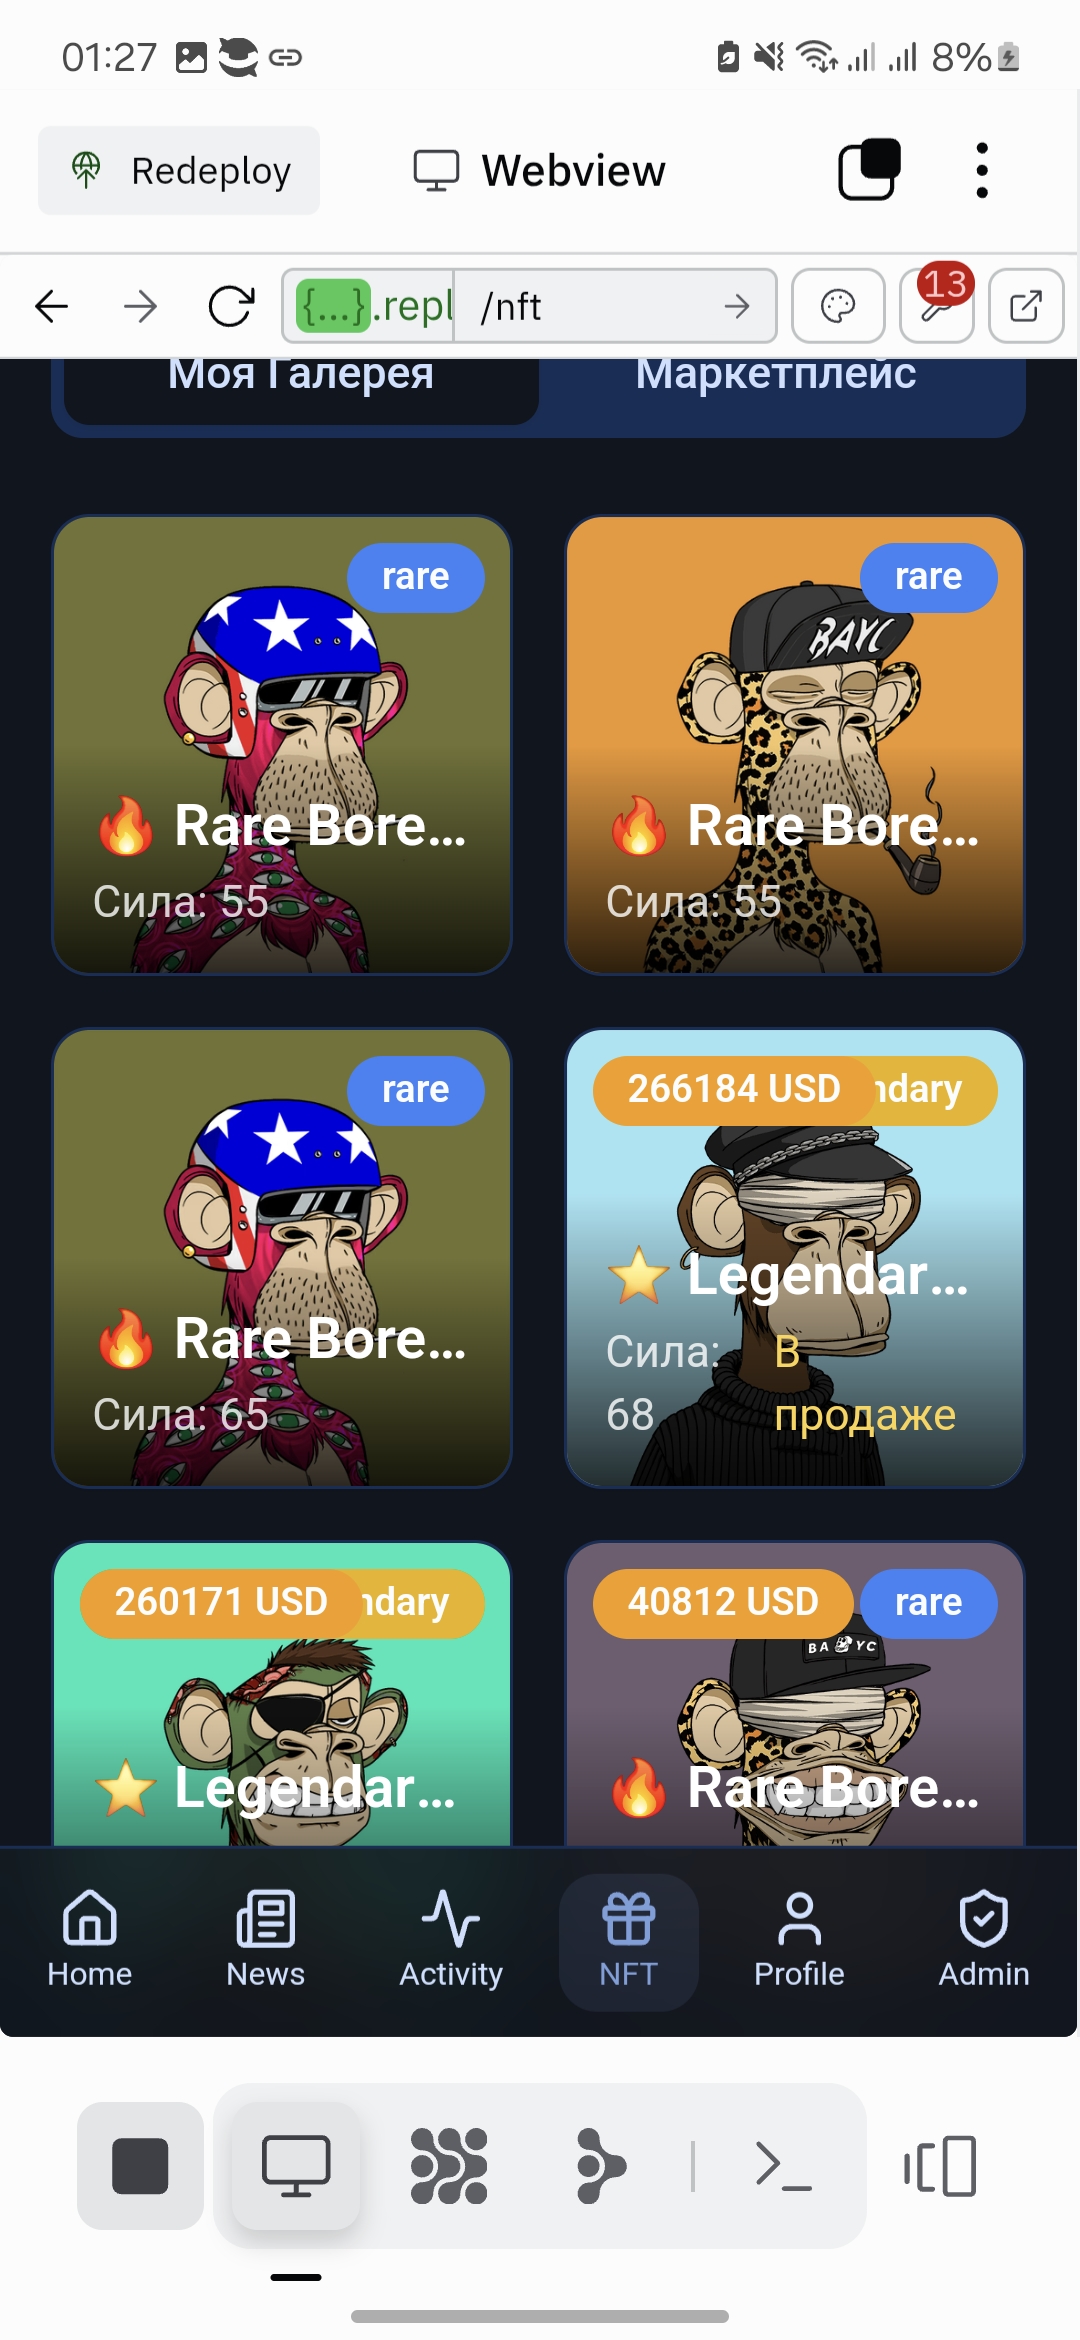 01:27
8%
Redeploy
Webview
{...}.repl
/nft
13
Моя Галерея
Маркетплейс
rare
🔥 Rare Bore...
Сила: 55
rare
BAYC
🔥 Rare Bore...
Сила: 55
rare
🔥 Rare Bore...
Сила: 65
266184 USD
ndary
⭐ Legendar...
Сила: 68
В продаже
260171 USD
ndary
⭐ Legendar...
40812 USD
rare
BA YC
🔥 Rare Bore...
Home
News
Activity
NFT
Profile
Admin